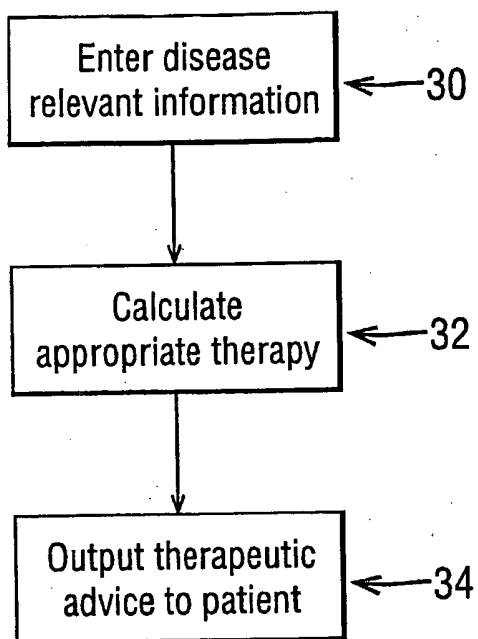 Enter disease
relevant information
30
Calculate
appropriate therapy
32
Output therapeutic
advice to patient
34